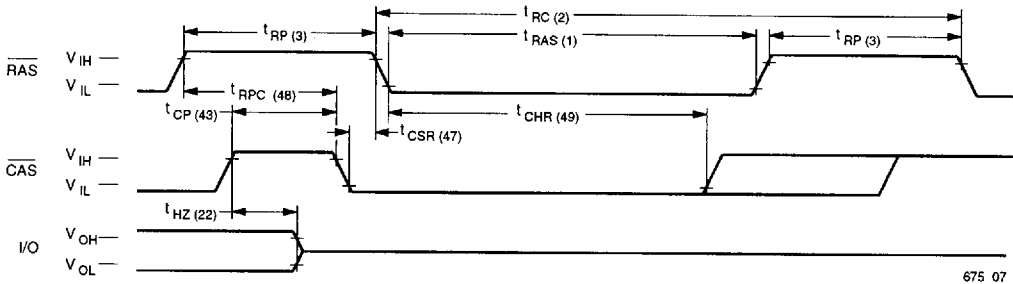 t RC (2)
t RP (3)
t RAS (1)
t RP (3)
RAS
V IH
V IL
t RPC (48)
t CP (43)
t CSR (47)
t CHR (49)
CAS
V IH
V IL
t HZ (22)
I/O
V OH
V OL
675 07